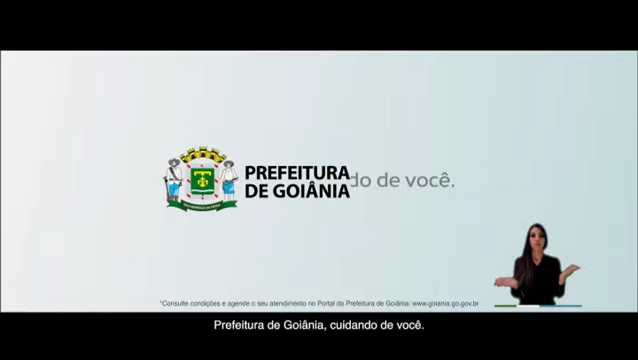 PREFEITURA
DE GOIÂNIA
do de você.
*Consulte condições e agende o seu atendimento no Portal da Prefeitura de Goiânia: www.goiania.go.gov.br
Prefeitura de Goiânia, cuidando de você.